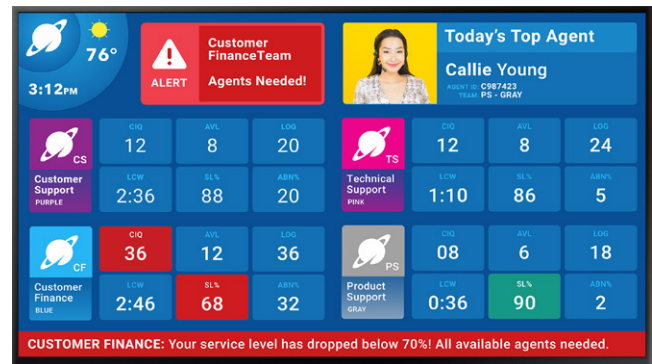 76°
3:12PM
ALERT
Customer
FinanceTeam
Agents Needed!
Today's Top Agent
Callie Young
AGENT ID: C987423
TEAM: PS - GRAY
CS
Customer
Support
PURPLE
CIQ AVL LOG
12 8 20
LCW SL% ABN%
2:36 88 20
TS
Technical
Support
PINK
CIQ AVL LOG
12 8 24
LCW SL% ABN%
1:10 86 5
CF
Customer
Finance
BLUE
CIQ AVL LOG
36 12 36
LCW SL% ABN%
2:46 68 32
PS
Product
Support
GRAY
CIQ AVL LOG
08 6 18
LCW SL% ABN%
0:36 90 2
CUSTOMER FINANCE: Your service level has dropped below 70%! All available agents needed.